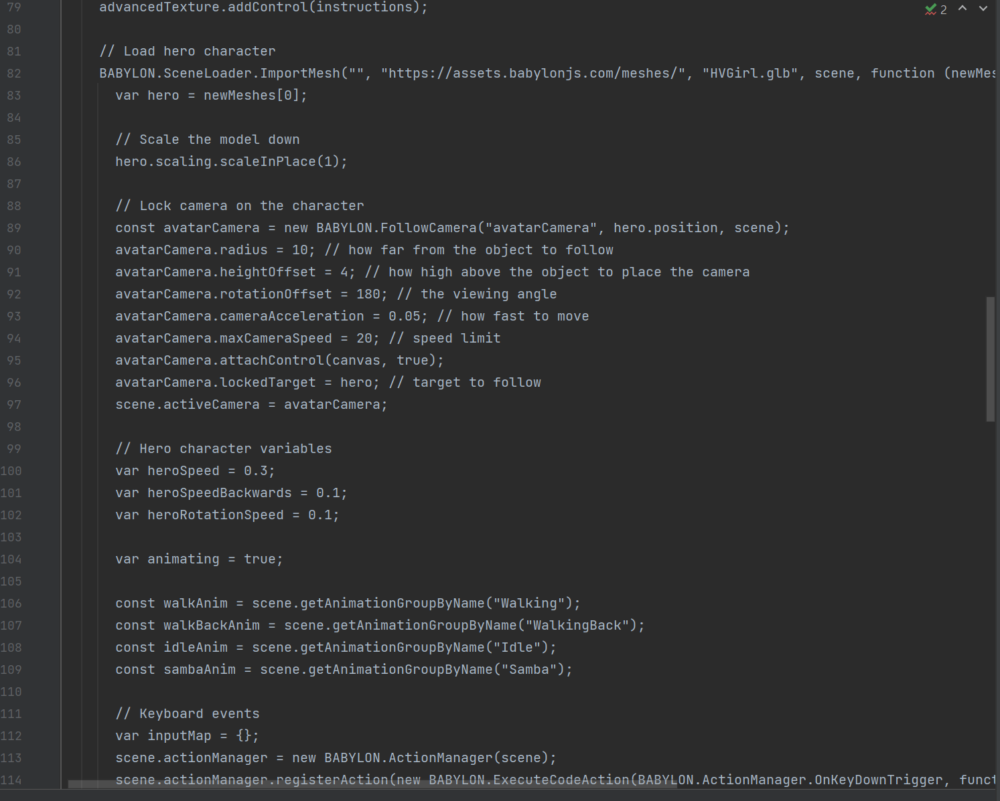 79 advancedTexture.addControl(instructions);
2
80
81 // Load hero character
82 BABYLON.SceneLoader.ImportMesh("", "https://assets.babylonjs.com/meshes/", "HVGirl.glb", scene, function (newMes
83 var hero = newMeshes[0];
84
85 // Scale the model down
86 hero.scaling.scaleInPlace(1);
87
88 // Lock camera on the character
89 const avatarCamera = new BABYLON.FollowCamera("avatarCamera", hero.position, scene);
90 avatarCamera.radius = 10; // how far from the object to follow
91 avatarCamera.heightOffset = 4; // how high above the object to place the camera
92 avatarCamera.rotationOffset = 180; // the viewing angle
93 avatarCamera.cameraAcceleration = 0.05; // how fast to move
94 avatarCamera.maxCameraSpeed = 20; // speed limit
95 avatarCamera.attachControl(canvas, true);
96 avatarCamera.lockedTarget = hero; // target to follow
97 scene.activeCamera = avatarCamera;
98
99 // Hero character variables
100 var heroSpeed = 0.3;
101 var heroSpeedBackwards = 0.1;
102 var heroRotationSpeed = 0.1;
103
104 var animating = true;
105
106 const walkAnim = scene.getAnimationGroupByName("Walking");
107 const walkBackAnim = scene.getAnimationGroupByName("WalkingBack");
108 const idleAnim = scene.getAnimationGroupByName("Idle");
109 const sambaAnim = scene.getAnimationGroupByName("Samba");
110
111 // Keyboard events
112 var inputMap = {};
113 scene.actionManager = new BABYLON.ActionManager(scene);
114 scene.actionManager.registerAction(new BABYLON.ExecuteCodeAction(BABYLON.ActionManager.OnKeyDownTrigger, funct